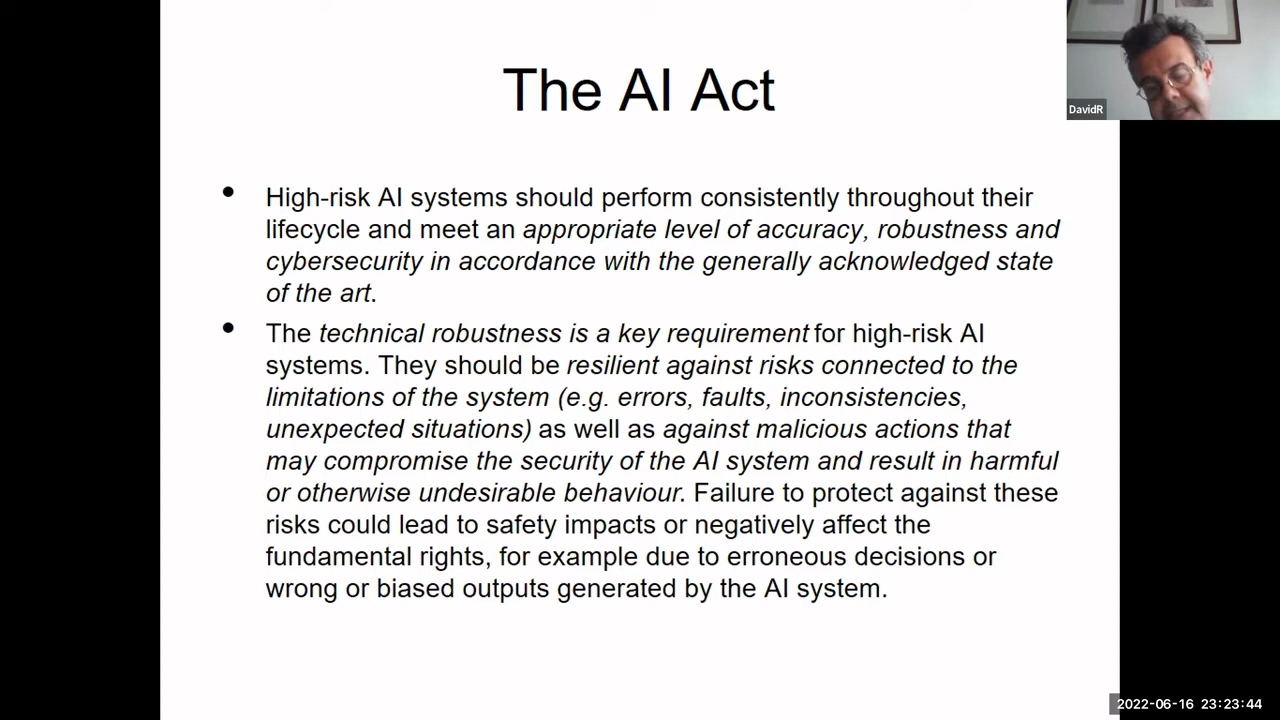 The AI Act
DavidR
• High-risk AI systems should perform consistently throughout their
lifecycle and meet an appropriate level of accuracy, robustness and
cybersecurity in accordance with the generally acknowledged state
of the art.
• The technical robustness is a key requirement for high-risk AI
systems. They should be resilient against risks connected to the
limitations of the system (e.g. errors, faults, inconsistencies,
unexpected situations) as well as against malicious actions that
may compromise the security of the AI system and result in harmful
or otherwise undesirable behaviour. Failure to protect against these
risks could lead to safety impacts or negatively affect the
fundamental rights, for example due to erroneous decisions or
wrong or biased outputs generated by the AI system.
2022-06-16 23:23:44